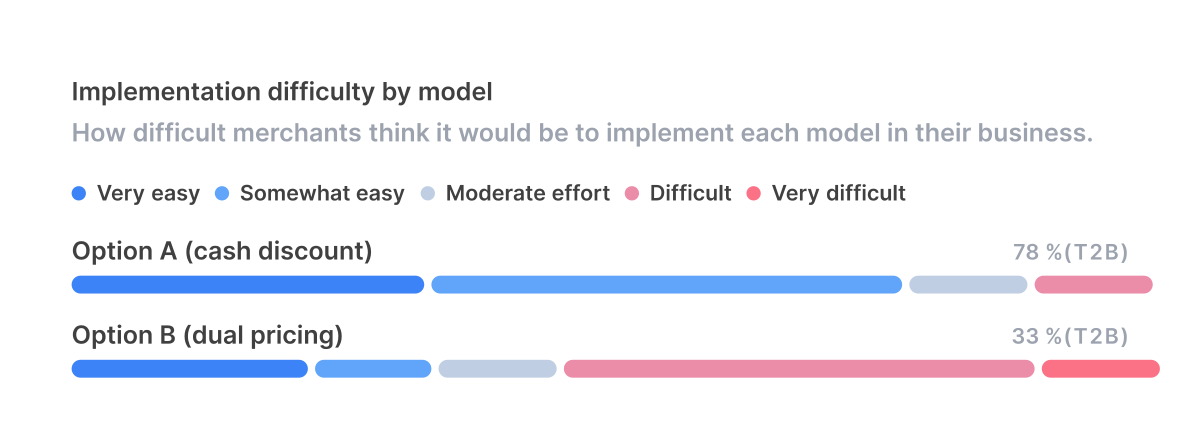 Implementation difficulty by model
How difficult merchants think it would be to implement each model in their business.
Very easy Somewhat easy Moderate effort Difficult Very difficult
Option A (cash discount) 78 %(T2B)
Option B (dual pricing) 33 %(T2B)